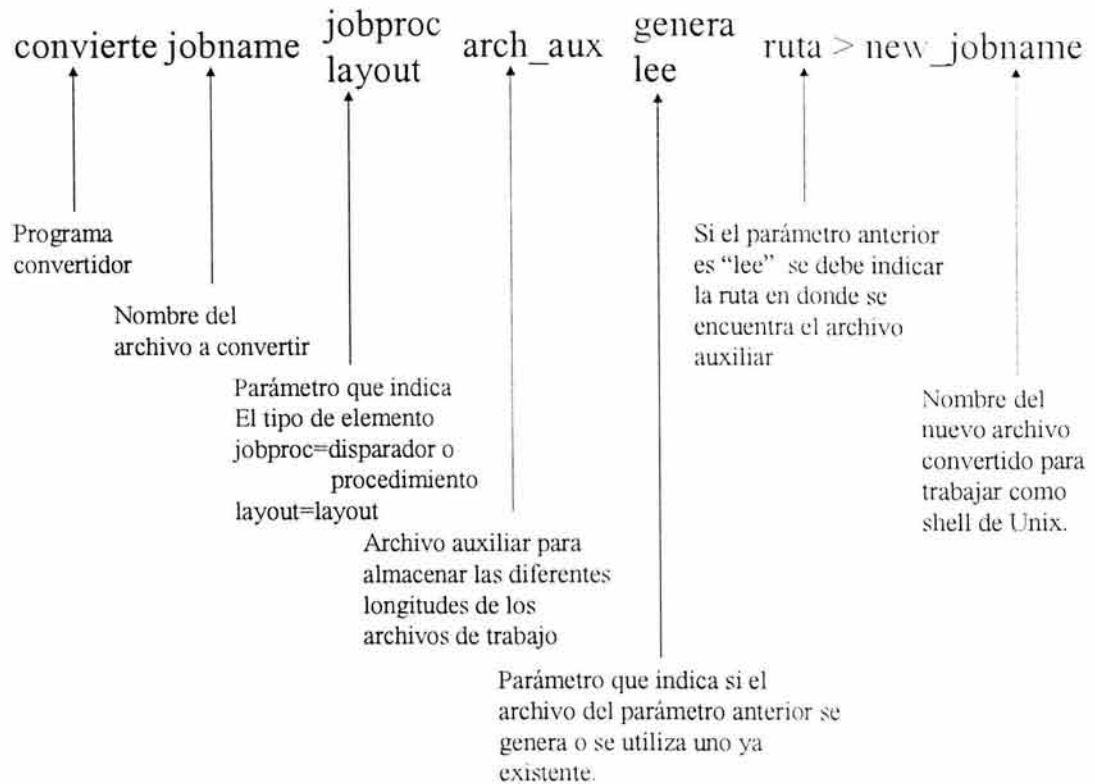 convierte jobname jobproc layout arch_aux genera lee ruta > new_jobname
Programa
convertidor
Nombre del
archivo a convertir
Parámetro que indica
El tipo de elemento
jobproc=disparador o
procedimiento
layout=layout
Archivo auxiliar para
almacenar las diferentes
longitudes de los
archivos de trabajo
Parámetro que indica si el
archivo del parámetro anterior se
genera o se utiliza uno ya
existente.
Si el parámetro anterior
es “lee” se debe indicar
la ruta en donde se
encuentra el archivo
auxiliar
Nombre del
nuevo archivo
convertido para
trabajar como
shell de Unix.